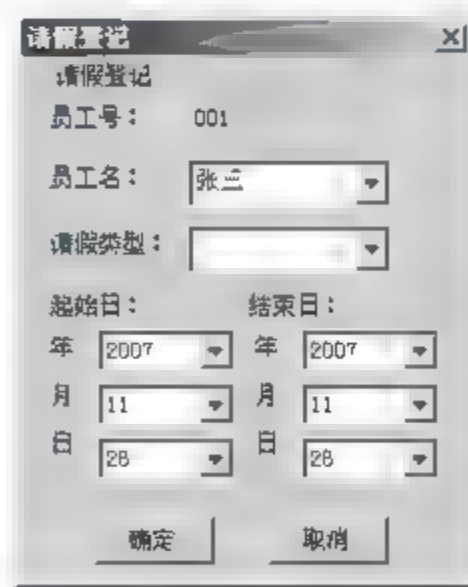 请假登记
请假登记
员工号： 001
员工名： 张兰
请假类型：
起始日： 结束日：
年 2007 年 2007
月 11 月 11
日 28 日 28
确定 取消